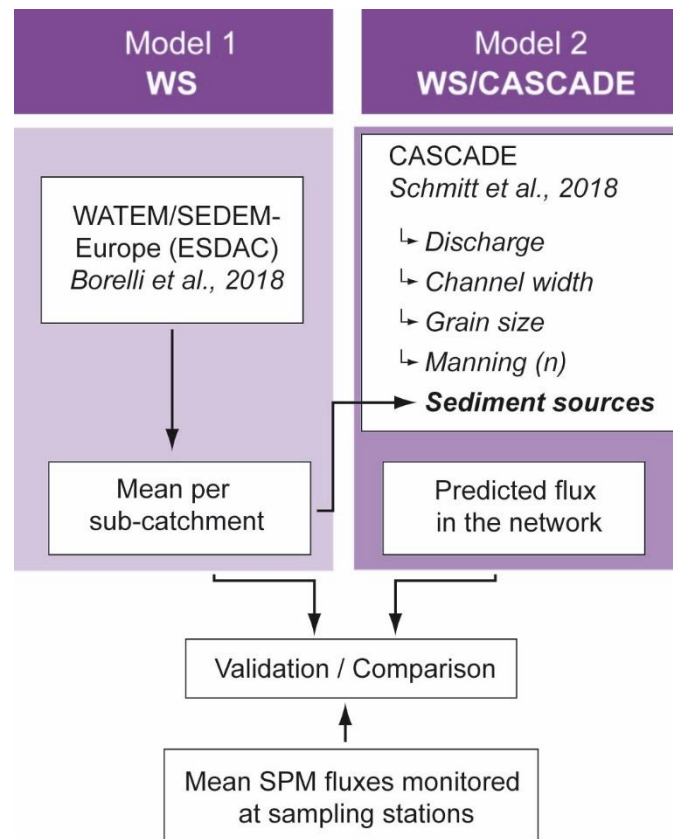 Model 1
WS
WATEM/SEDEM-
Europe (ESDAC)
Borelli et al., 2018
Mean per
sub-catchment
Model 2
WS/CASCADE
CASCADE
Schmitt et al., 2018
Discharge
Channel width
Grain size
Manning (n)
Sediment sources
Predicted flux
in the network
Validation / Comparison
Mean SPM fluxes monitored
at sampling stations